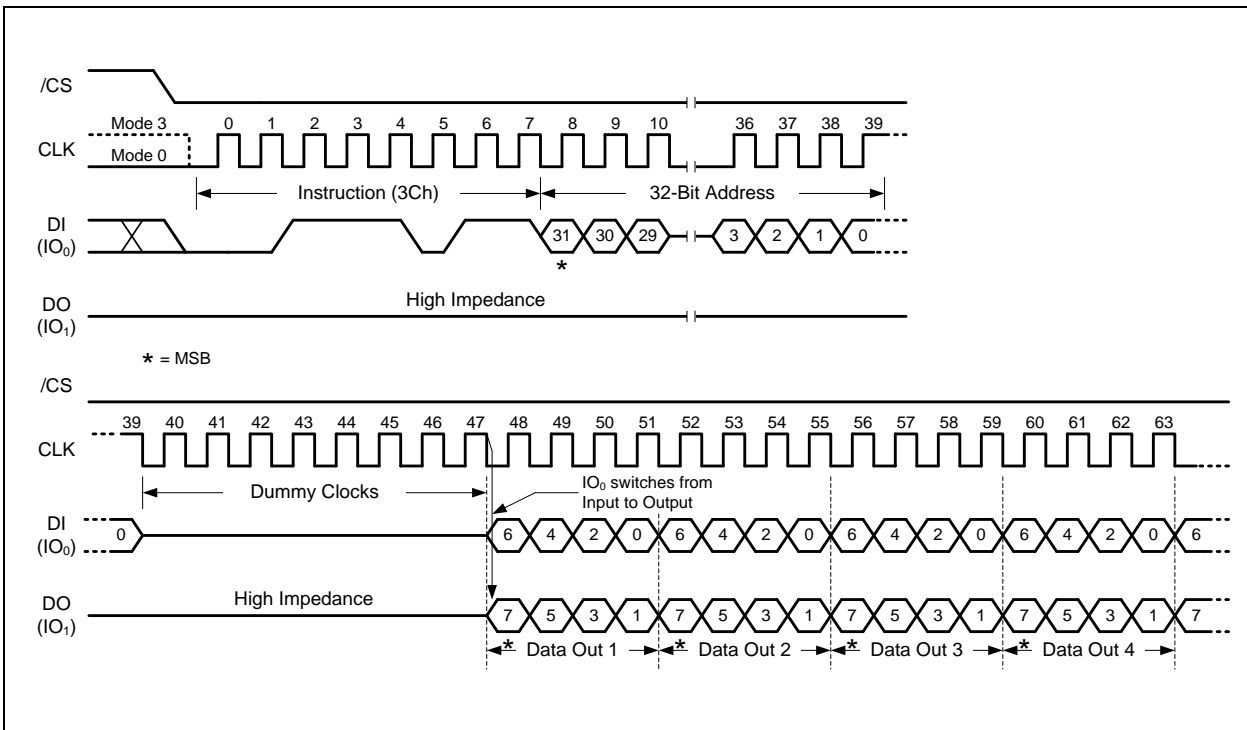 /CS
Mode 3 0 1 2 3 4 5 6 7 8 9 10 36 37 38 39
CLK
Mode 0
Instruction (3Ch) 32-Bit Address
DI
(IO₀)
31 30 29 3 2 1 0
*
High Impedance
DO
(IO₁)
* = MSB
/CS
39 40 41 42 43 44 45 46 47 48 49 50 51 52 53 54 55 56 57 58 59 60 61 62 63
CLK
Dummy Clocks
IO₀ switches from
Input to Output
DI
(IO₀)
0 6 4 2 0 6 4 2 0 6 4 2 0 6 4 2 0 6
High Impedance
DO
(IO₁)
7 5 3 1 7 5 3 1 7 5 3 1 7 5 3 1 7
* Data Out 1 * Data Out 2 * Data Out 3 * Data Out 4